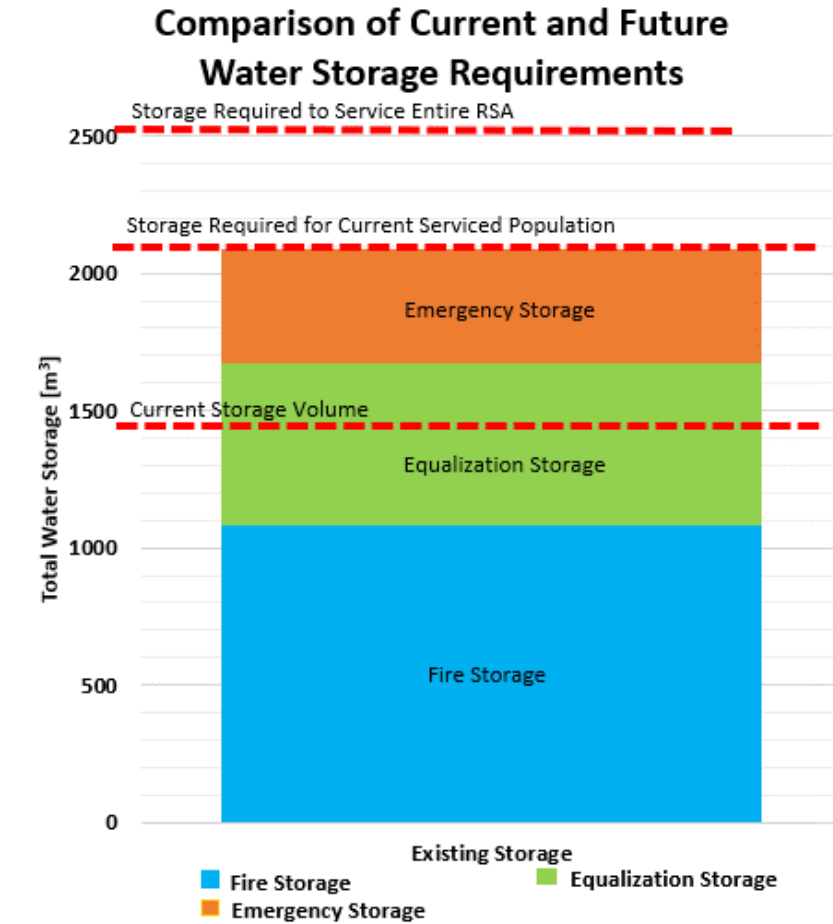 Comparison of Current and Future
Water Storage Requirements
Storage Required to Service Entire RSA
2500
Storage Required for Current Serviced Population
2000
Emergency Storage
Total Water Storage [m³]
1500
Current Storage Volume
Equalization Storage
1000
Fire Storage
500
0
Existing Storage
Fire Storage
Equalization Storage
Emergency Storage